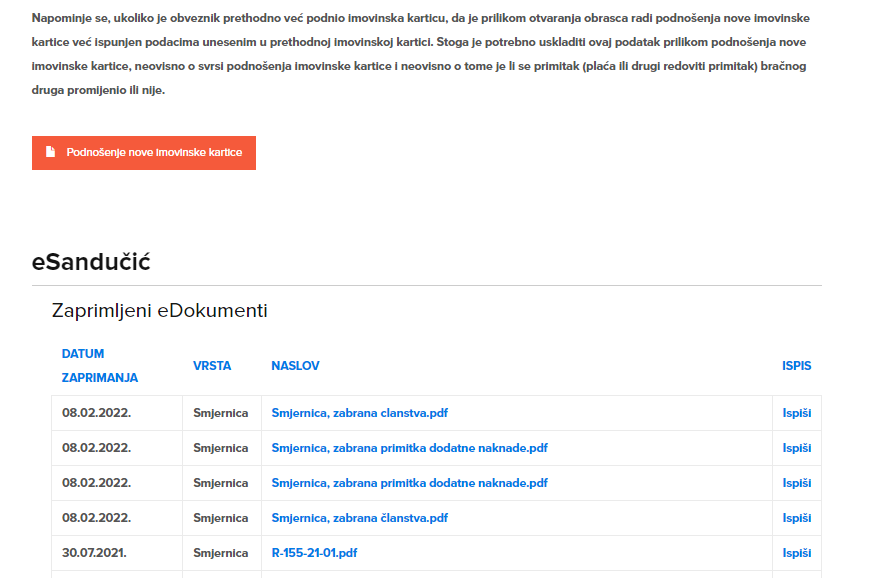 Napominje se, ukoliko je obveznik prethodno već podnio imovinska karticu, da je prilikom otvaranja obrasca radi podnošenja nove imovinske
kartice već ispunjen podacima unesenim u prethodnoj imovinskoj kartici. Stoga je potrebno uskladiti ovaj podatak prilikom podnošenja nove
imovinske kartice, neovisno o svrsi podnošenja imovinske kartice i neovisno o tome je li se primitak (plaća ili drugi redoviti primitak) bračnog
druga promijenio ili nije.
Podnošenje nove imovinske kartice
eSandučić
Zaprimljeni eDokumenti
DATUM
ZAPRIMANJA VRSTA NASLOV ISPIS
08.02.2022. Smjernica Smjernica, zabrana clanstva.pdf Ispiši
08.02.2022. Smjernica Smjernica, zabrana primitka dodatne naknade.pdf Ispiši
08.02.2022. Smjernica Smjernica, zabrana primitka dodatne naknade.pdf Ispiši
08.02.2022. Smjernica Smjernica, zabrana članstva.pdf Ispiši
30.07.2021. Smjernica R-155-21-01.pdf Ispiši